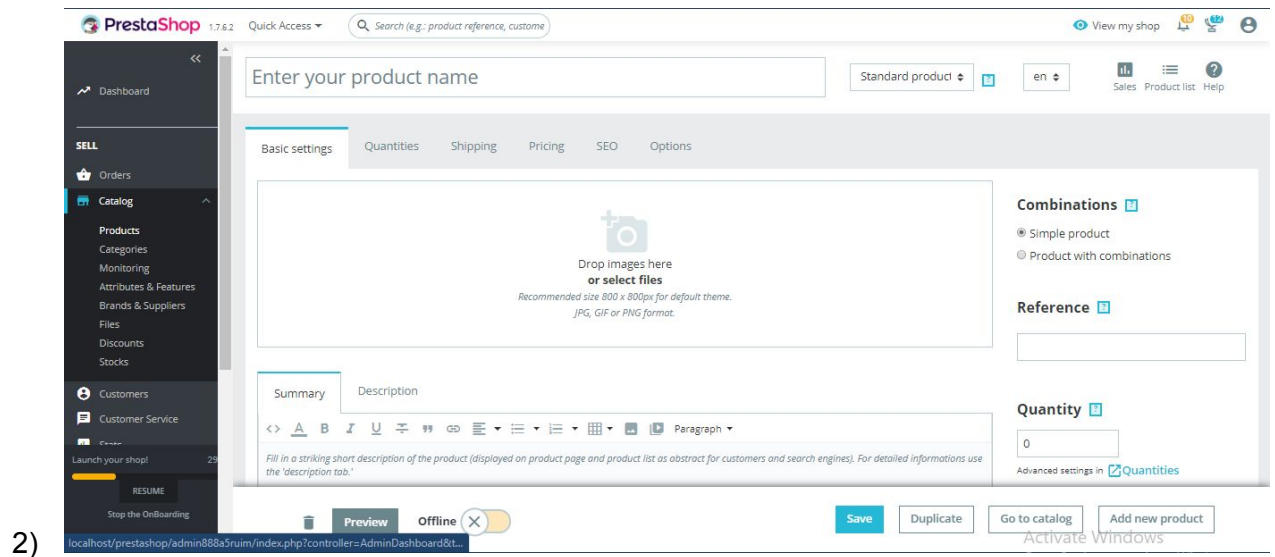 PrestaShop 1.7.6.2 Quick Access Search (e.g.: product reference, custome View my shop 10 12
Enter your product name Standard product en Sales Product list Help
Dashboard
SELL
Orders
Catalog
Products
Categories
Monitoring
Attributes & Features
Brands & Suppliers
Files
Discounts
Stocks
Customers
Customer Service
Stats
Launch your shop! 29
RESUME
Stop the OnBoarding
Basic settings Quantities Shipping Pricing SEO Options
Drop images here
or select files
Recommended size 800 x 800px for default theme.
JPG, GIF or PNG format.
Summary Description
<> A B I U Paragraph
Fill in a striking short description of the product (displayed on product page and product list as abstract for customers and search engines). For detailed informations use
the 'description tab.'
Combinations ?
Simple product
Product with combinations
Reference ?
Quantity ?
0
Advanced settings in Quantities
Preview Offline Save Duplicate Go to catalog Add new product
Activate Windows
2) localhost/prestashop/admin888a5ruim/index.php?controller=AdminDashboard&t...